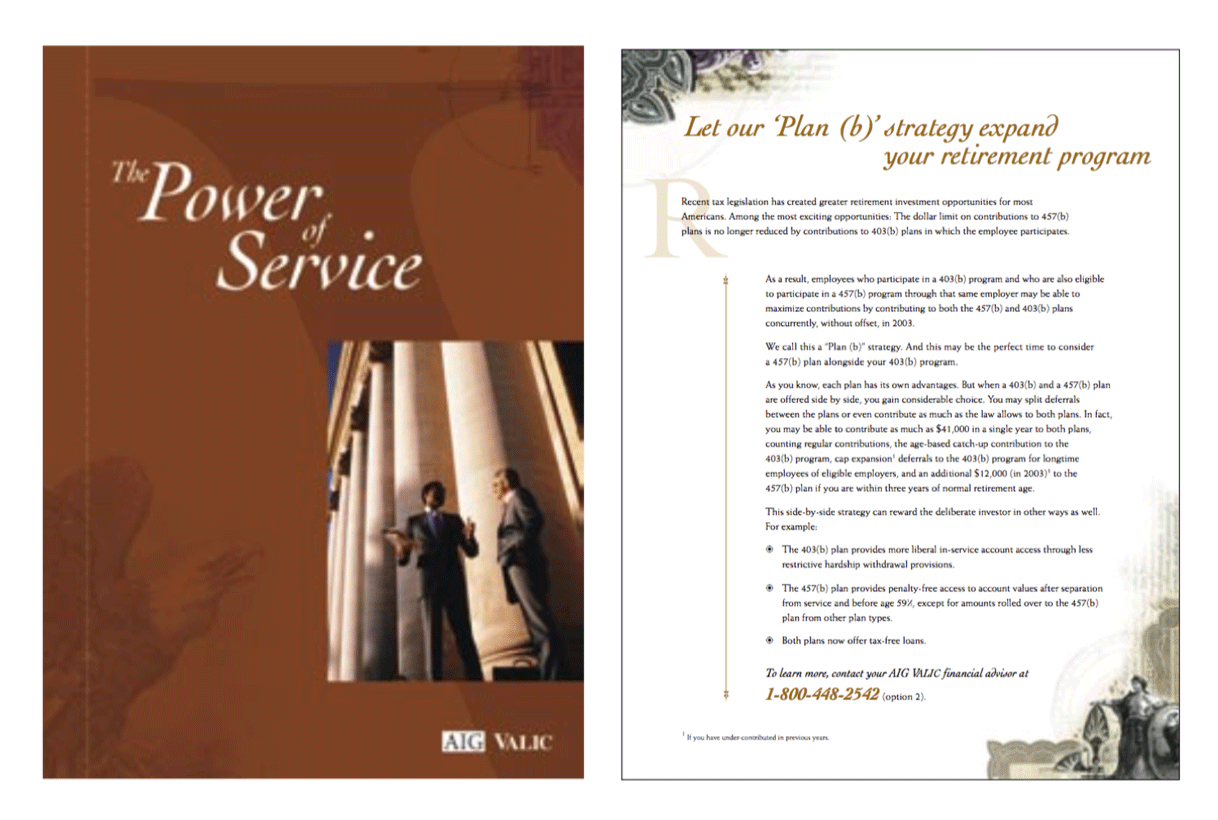 The
Power
of
Service
AIG VALIC
Let our ‘Plan (b)’ strategy expand
your retirement program
Recent tax legislation has created greater retirement investment opportunities for most
Americans. Among the most exciting opportunities: The dollar limit on contributions to 457(b)
plans is no longer reduced by contributions to 403(b) plans in which the employee participates.
As a result, employees who participate in a 403(b) program and who are also eligible
to participate in a 457(b) program through that same employer may be able to
maximize contributions by contributing to both the 457(b) and 403(b) plans
concurrently, without offset, in 2003.
We call this a "Plan (b)" strategy. And this may be the perfect time to consider
a 457(b) plan alongside your 403(b) program.
As you know, each plan has its own advantages. But when a 403(b) and a 457(b) plan
are offered side by side, you gain considerable choice. You may split deferrals
between the plans or even contribute as much as the law allows to both plans. In fact,
you may be able to contribute as much as $41,000 in a single year to both plans,
counting regular contributions, the age-based catch-up contribution to the
403(b) program, cap expansion¹ deferrals to the 403(b) program for longtime
employees of eligible employers, and an additional $12,000 (in 2003)¹ to the
457(b) plan if you are within three years of normal retirement age.
This side-by-side strategy can reward the deliberate investor in other ways as well.
For example:
The 403(b) plan provides more liberal in-service account access through less
restrictive hardship withdrawal provisions.
The 457(b) plan provides penalty-free access to account values after separation
from service and before age 59½, except for amounts rolled over to the 457(b)
plan from other plan types.
Both plans now offer tax-free loans.
To learn more, contact your AIG VALIC financial advisor at
1-800-448-2542 (option 2).
¹ If you have under-contributed in previous years.